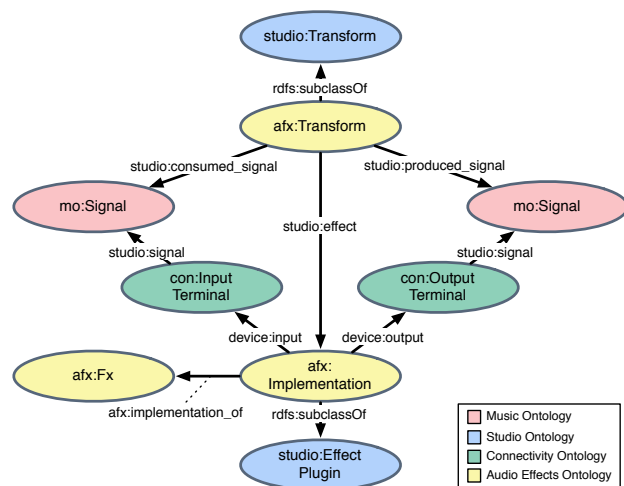 studio:Transform
rdfs:subclassOf
afx:Transform
studio:consumed_signal
studio:produced_signal
mo:Signal
mo:Signal
studio:effect
studio:signal
studio:signal
con:Input
Terminal
con:Output
Terminal
device:input
device:output
afx:Fx
afx:
Implementation
afx:implementation_of
rdfs:subclassOf
studio:Effect
Plugin
Music Ontology
Studio Ontology
Connectivity Ontology
Audio Effects Ontology